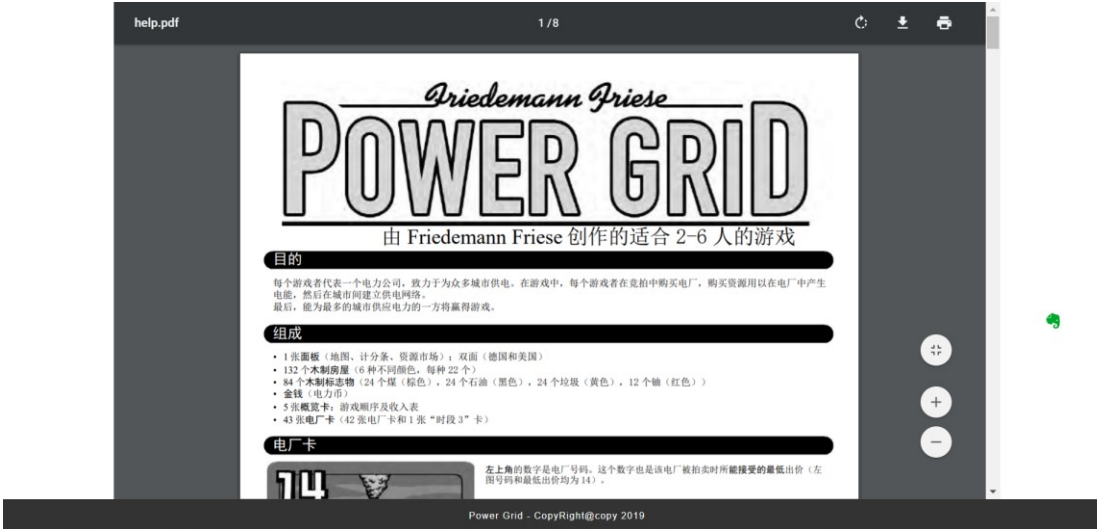 help.pdf
1 / 8
Friedemann Friese
POWER GRID
由 Friedemann Friese 创作的适合 2-6 人的游戏
目的
每个游戏者代表一个电力公司，致力于为众多城市供电。在游戏中，每个游戏者在竞拍中购买电厂，购买资源用以在电厂中产生
电能，然后在城市间建立供电网络。
最后，能为最多的城市供应电力的一方将赢得游戏。
组成
• 1 张面板（地图、计分条、资源市场）；双面（德国和美国）
• 132 个木制房屋（6 种不同颜色，每种 22 个）
• 84 个木制标志物（24 个煤（棕色），24 个石油（黑色），24 个垃圾（黄色），12 个铀（红色））
• 金钱（电力币）
• 5 张概览卡：游戏顺序及收入表
• 43 张电厂卡（42 张电厂卡和 1 张“时段 3”卡）
电厂卡
14
左上角的数字是电厂号码。这个数字也是该电厂被拍卖时所能接受的最低出价（左
图号码和最低出价均为 14）。
Power Grid - CopyRight@copy 2019